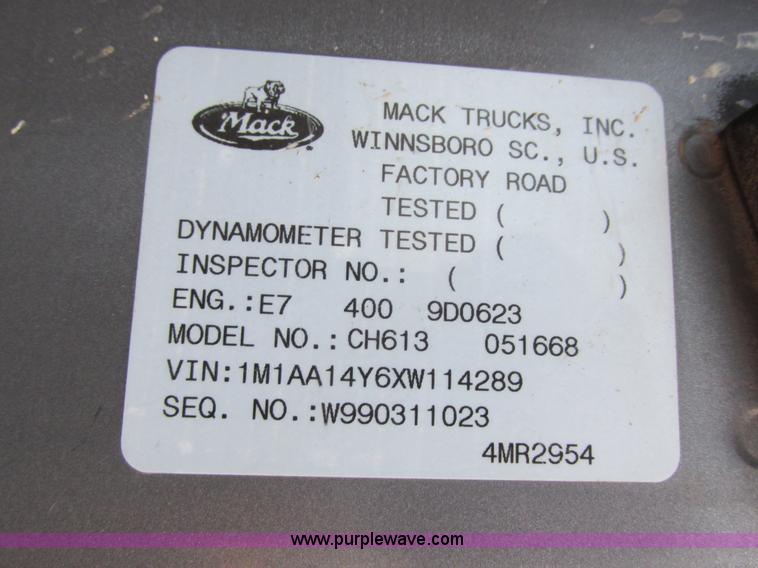 Mack
MACK TRUCKS, INC.
WINNSBORO SC., U.S.
FACTORY ROAD
TESTED ( )
DYNAMOMETER TESTED ( )
INSPECTOR NO.: ( )
ENG.:E7 400 9D0623
MODEL NO.:CH613 051668
VIN:1M1AA14Y6XW114289
SEQ. NO.:W990311023
4MR2954
www.purplewave.com